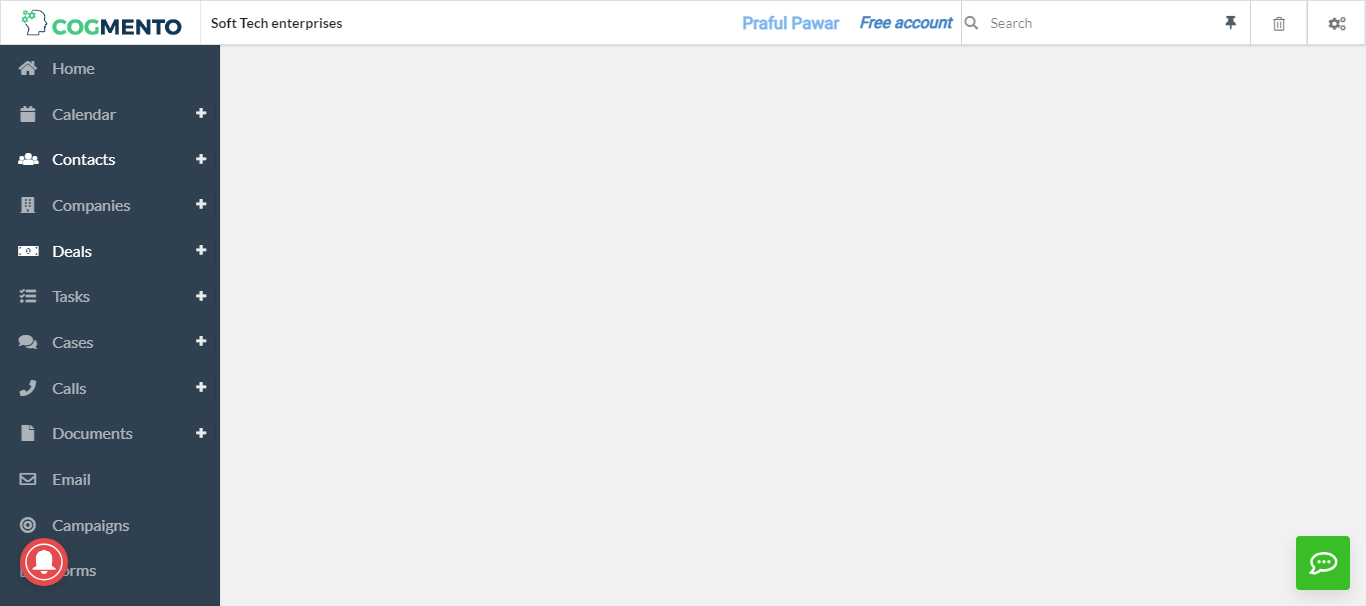 COGMENTO
Soft Tech enterprises
Praful Pawar
Free account
Search
Home
Calendar
Contacts
Companies
Deals
Tasks
Cases
Calls
Documents
Email
Campaigns
orms